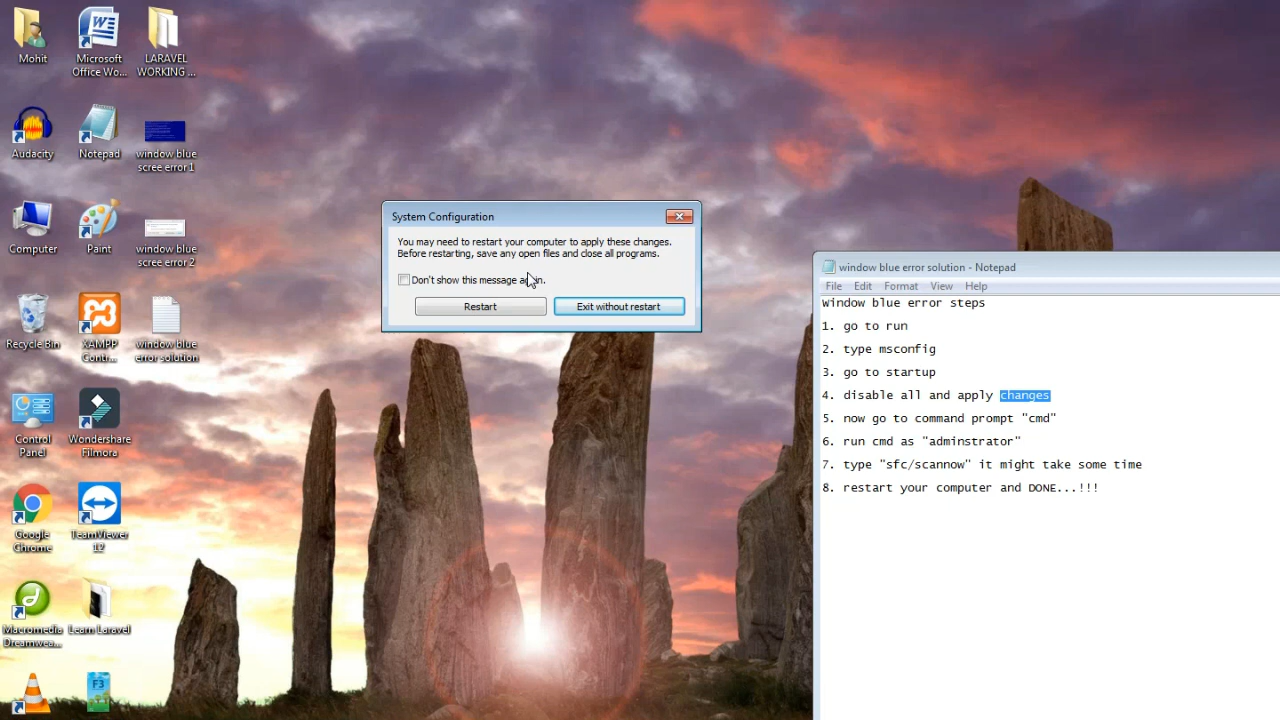 Mohit
Microsoft
Office Wo...
LARAVEL
WORKING ...
Audacity
Notepad
window blue
scree error 1
Computer
Paint
window blue
scree error 2
Recycle Bin
XAMPP
Contr...
window blue
error solution
Control
Panel
Wondershare
Filmora
Google
Chrome
TeamViewer
12
Macromedia
Dreamwea...
Learn Laravel
F3
System Configuration
You may need to restart your computer to apply these changes.
Before restarting, save any open files and close all programs.
Don't show this message again.
Restart
Exit without restart
window blue error solution - Notepad
File Edit Format View Help
window blue error steps
1. go to run
2. type msconfig
3. go to startup
4. disable all and apply changes
5. now go to command prompt "cmd"
6. run cmd as "adminstrator"
7. type "sfc/scannow" it might take some time
8. restart your computer and DONE...!!!